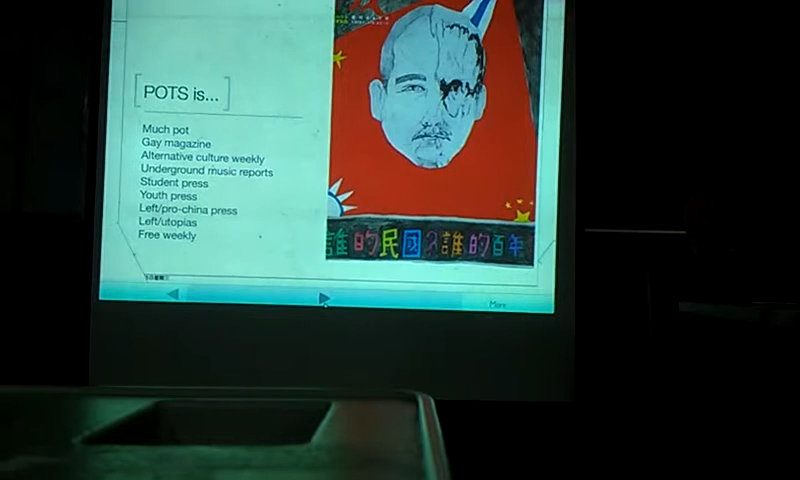 POTS is...
Much pot
Gay magazine
Alternative culture weekly
Underground music reports
Student press
Youth press
Left/pro-china press
Left/utopias
Free weekly
誰的民國?誰的百年
More